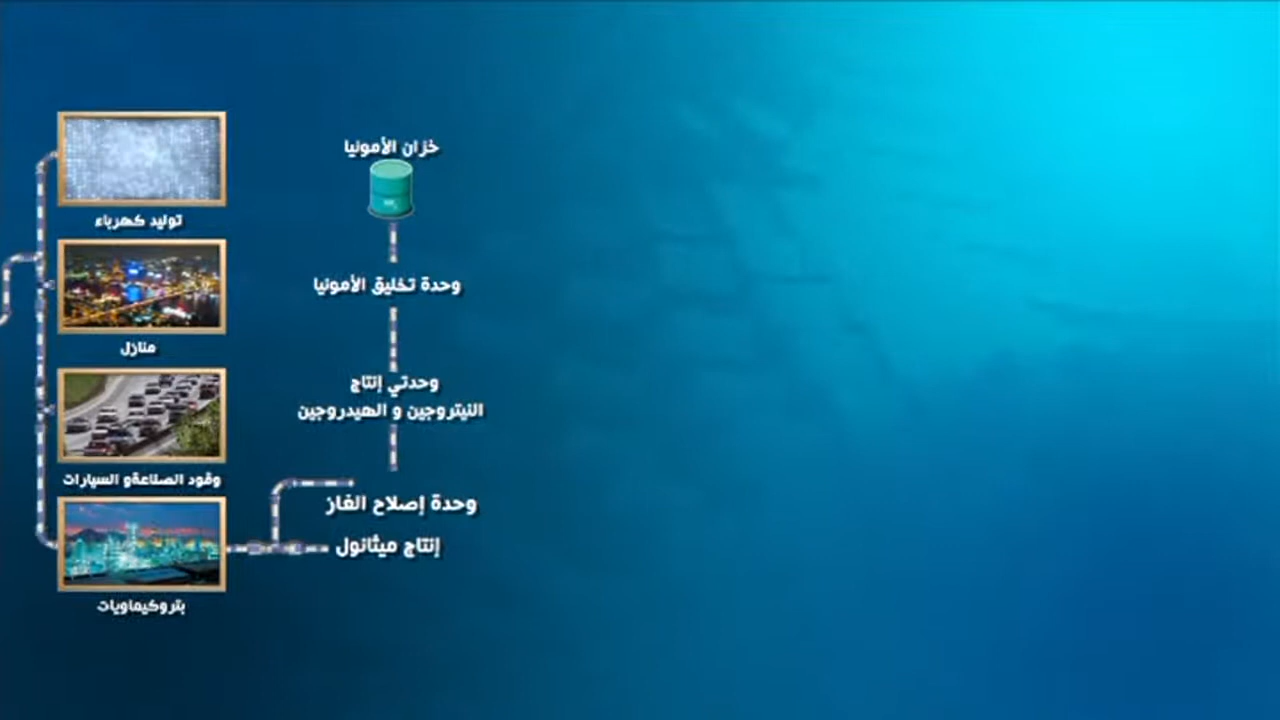 خزان الأمونيا
توليد كهرباء
وحدة تخليق الأمونيا
منازل
وحدتي إنتاج
النيتروجين و الهيدروجين
وقود الصناعةو السيارات
وحدة إصلاح الغاز
إنتاج ميثانول
بتروكيماويات